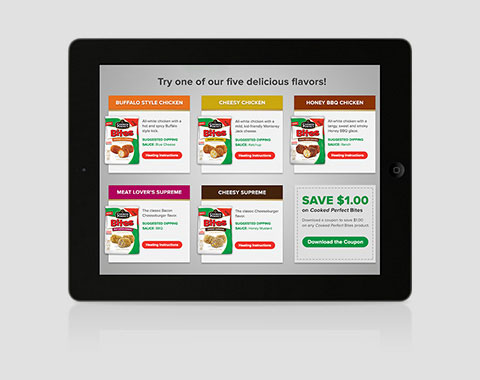 Try one of our five delicious flavors!
BUFFALO STYLE CHICKEN
All-white chicken with a
hot and spicy Buffalo
style kick.
SUGGESTED DIPPING
SAUCE: Blue Cheese
Heating Instructions
Bites
CHEESY CHICKEN
All-white chicken with a
mild, kid-friendly Monterey
Jack cheese.
SUGGESTED DIPPING
SAUCE: Ketchup
Heating Instructions
Bites
HONEY BBQ CHICKEN
All-white chicken with a
tangy, sweet and smoky
Honey BBQ glaze.
SUGGESTED DIPPING
SAUCE: Ranch
Heating Instructions
Bites
MEAT LOVER'S SUPREME
The classic Bacon
Cheeseburger flavor.
SUGGESTED DIPPING
SAUCE: BBQ
Heating Instructions
Bites
CHEESY SUPREME
The classic Cheeseburger
flavor.
SUGGESTED DIPPING
SAUCE: Honey Mustard
Heating Instructions
Bites
SAVE $1.00
on Cooked Perfect Bites
Download a coupon to save $1.00
on any Cooked Perfect Bites product.
Download the Coupon